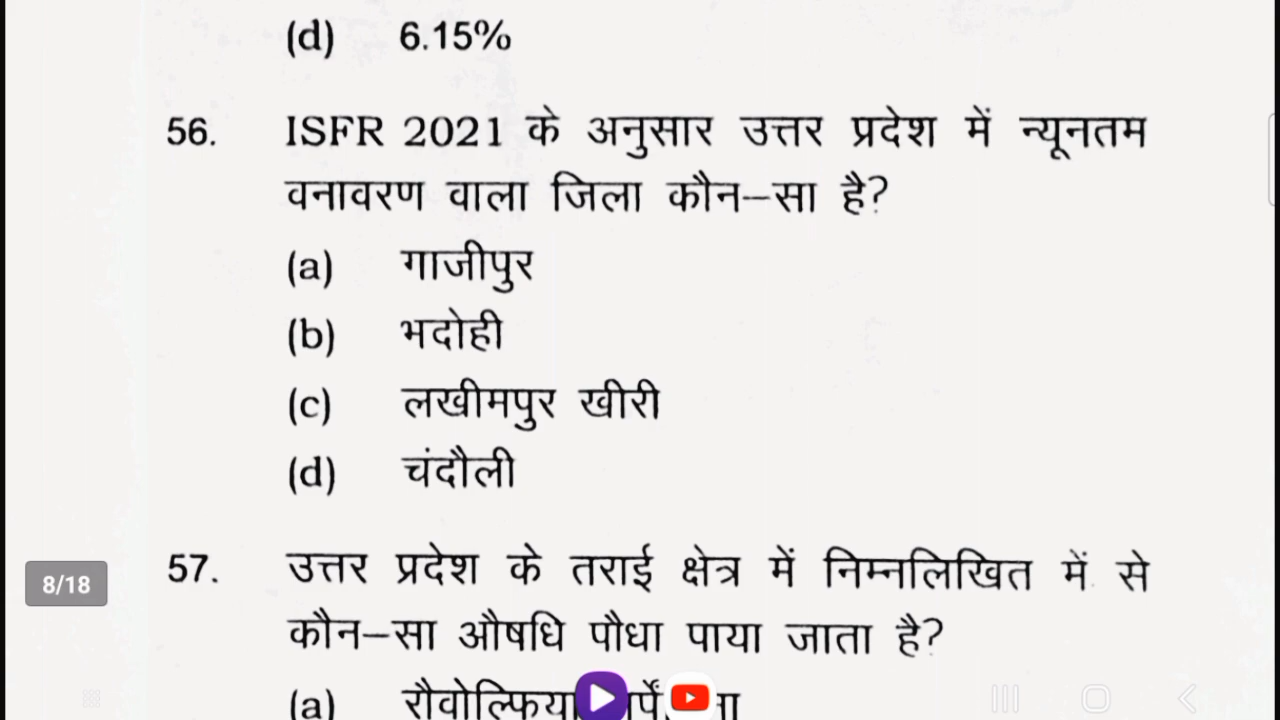 (d) 6.15%
56. ISFR 2021 के अनुसार उत्तर प्रदेश में न्यूनतम
वनावरण वाला जिला कौन–सा है?
(a) गाजीपुर
(b) भदोही
(c) लखीमपुर खीरी
(d) चंदौली
57. उत्तर प्रदेश के तराई क्षेत्र में निम्नलिखित में से
कौन–सा औषधि पौधा पाया जाता है?
8/18
(a)